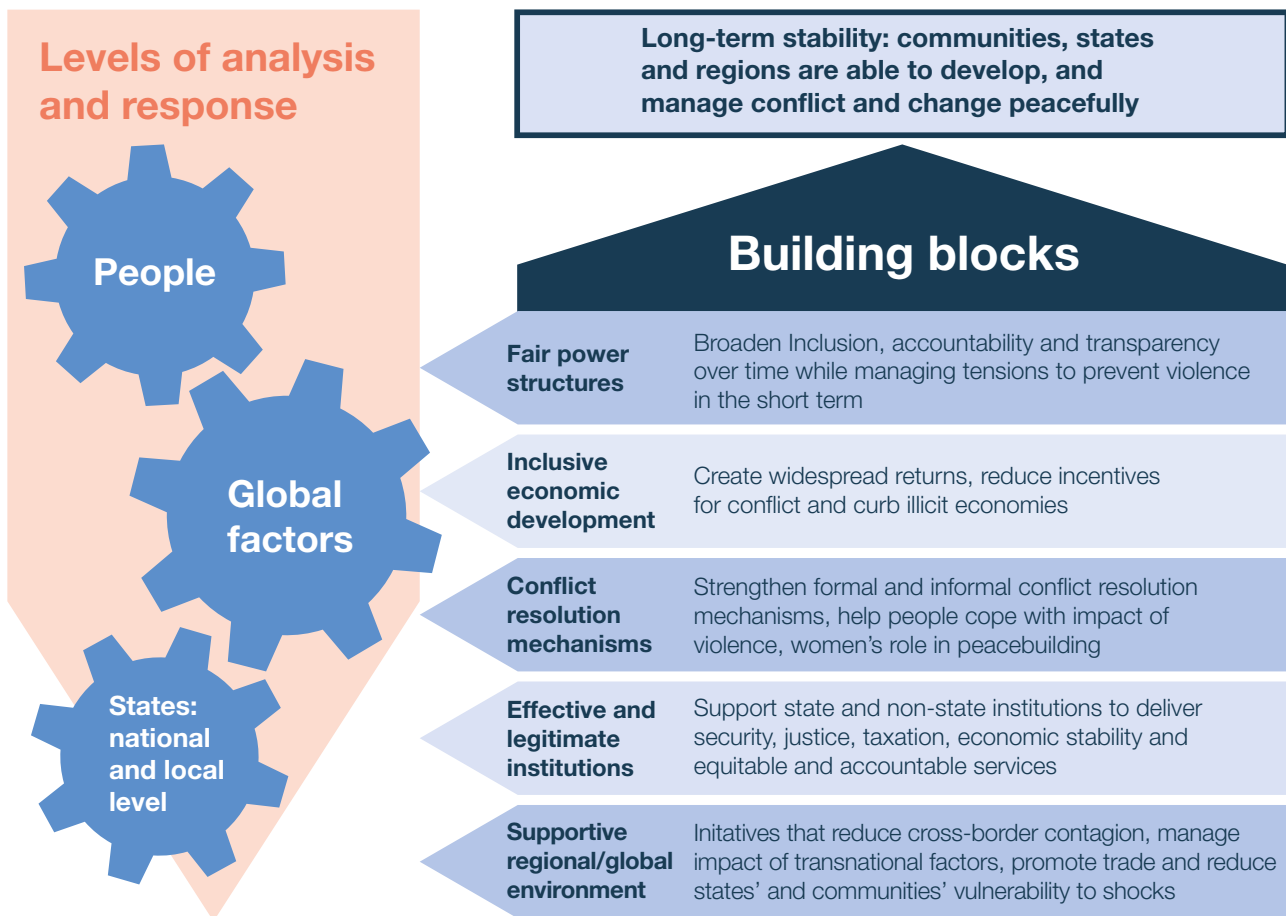 Levels of analysis
and response
People
Global
factors
States:
national
and local
level
Long-term stability: communities, states
and regions are able to develop, and
manage conflict and change peacefully
Building blocks
Fair power
structures
Broaden Inclusion, accountability and transparency
over time while managing tensions to prevent violence
in the short term
Inclusive
economic
development
Create widespread returns, reduce incentives
for conflict and curb illicit economies
Conflict
resolution
mechanisms
Strengthen formal and informal conflict resolution
mechanisms, help people cope with impact of
violence, women’s role in peacebuilding
Effective and
legitimate
institutions
Support state and non-state institutions to deliver
security, justice, taxation, economic stability and
equitable and accountable services
Supportive
regional/global
environment
Initatives that reduce cross-border contagion, manage
impact of transnational factors, promote trade and reduce
states’ and communities’ vulnerability to shocks